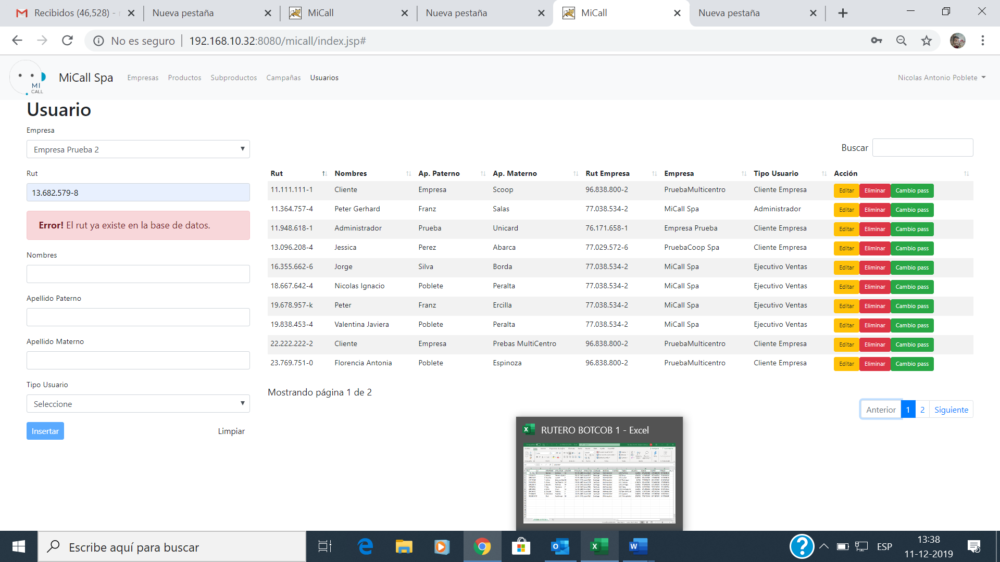 Recibidos (46,528) -
Nueva pestaña
MiCall
Nueva pestaña
MiCall
Nueva pestaña
No es seguro
192.168.10.32:8080/micall/index.jsp#
MI
CALL
MiCall Spa
Empresas
Productos
Subproductos
Campañas
Usuarios
Nicolas Antonio Poblete
Usuario
Empresa
Empresa Prueba 2
Rut
13.682.579-8
Error! El rut ya existe en la base de datos.
Nombres
Apellido Paterno
Apellido Materno
Tipo Usuario
Seleccione
Insertar
Limpiar
Buscar
Rut Nombres Ap. Paterno Ap. Materno Rut Empresa Empresa Tipo Usuario Acción
11.111.111-1 Cliente Empresa Scoop 96.838.800-2 PruebaMulticentro Cliente Empresa Editar Eliminar Cambio pass
11.364.757-4 Peter Gerhard Franz Salas 77.038.534-2 MiCall Spa Administrador Editar Eliminar Cambio pass
11.948.618-1 Administrador Prueba Unicard 76.171.658-1 Empresa Prueba Cliente Empresa Editar Eliminar Cambio pass
13.096.208-4 Jessica Perez Abarca 77.029.572-6 PruebaCoop Spa Cliente Empresa Editar Eliminar Cambio pass
16.355.662-6 Jorge Silva Borda 77.038.534-2 MiCall Spa Ejecutivo Ventas Editar Eliminar Cambio pass
18.667.642-4 Nicolas Ignacio Poblete Peralta 77.038.534-2 MiCall Spa Ejecutivo Ventas Editar Eliminar Cambio pass
19.678.957-k Peter Franz Ercilla 77.038.534-2 MiCall Spa Ejecutivo Ventas Editar Eliminar Cambio pass
19.838.453-4 Valentina Javiera Poblete Peralta 77.038.534-2 MiCall Spa Ejecutivo Ventas Editar Eliminar Cambio pass
22.222.222-2 Cliente Empresa Prebas MultiCentro 96.838.800-2 PruebaMulticentro Cliente Empresa Editar Eliminar Cambio pass
23.769.751-0 Florencia Antonia Poblete Espinoza 96.838.800-2 PruebaMulticentro Cliente Empresa Editar Eliminar Cambio pass
Mostrando página 1 de 2
Anterior 1 2 Siguiente
RUTERO BOTCOB 1 - Excel
Escribe aquí para buscar
ESP
13:38
11-12-2019